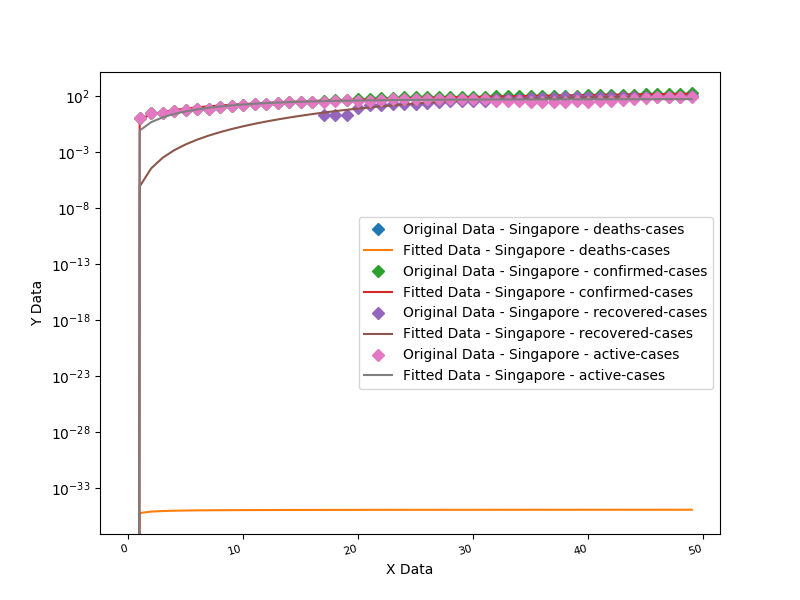 10^2
10^-3
10^-8
10^-13
10^-18
10^-23
10^-28
10^-33
Y Data
Original Data - Singapore - deaths-cases
Fitted Data - Singapore - deaths-cases
Original Data - Singapore - confirmed-cases
Fitted Data - Singapore - confirmed-cases
Original Data - Singapore - recovered-cases
Fitted Data - Singapore - recovered-cases
Original Data - Singapore - active-cases
Fitted Data - Singapore - active-cases
0 10 20 30 40 50
X Data